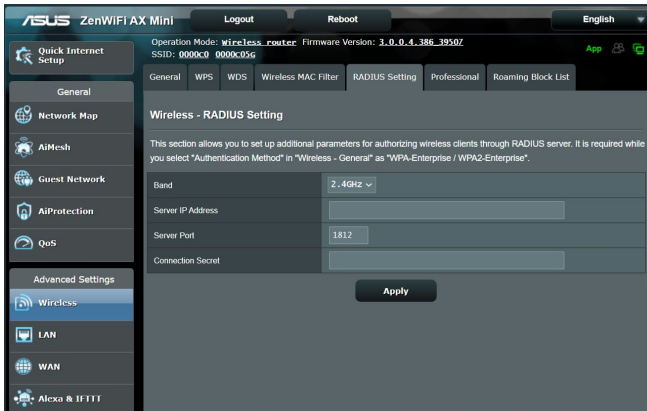 ASUS ZenWiFi AX Mini Logout Reboot English
Quick Internet
Setup
General
Network Map
AiMesh
Guest Network
AiProtection
QoS
Advanced Settings
Wireless
LAN
WAN
Alexa & IFTTT
Operation Mode: Wireless router Firmware Version: 3.0.0.4.386_39507
SSID: 0000c0 0000c05G
App
General WPS WDS Wireless MAC Filter RADIUS Setting Professional Roaming Block List
Wireless - RADIUS Setting
This section allows you to set up additional parameters for authorizing wireless clients through RADIUS server. It is required while
you select "Authentication Method" in "Wireless - General" as "WPA-Enterprise / WPA2-Enterprise".
Band 2.4GHz
Server IP Address
Server Port 1812
Connection Secret
Apply